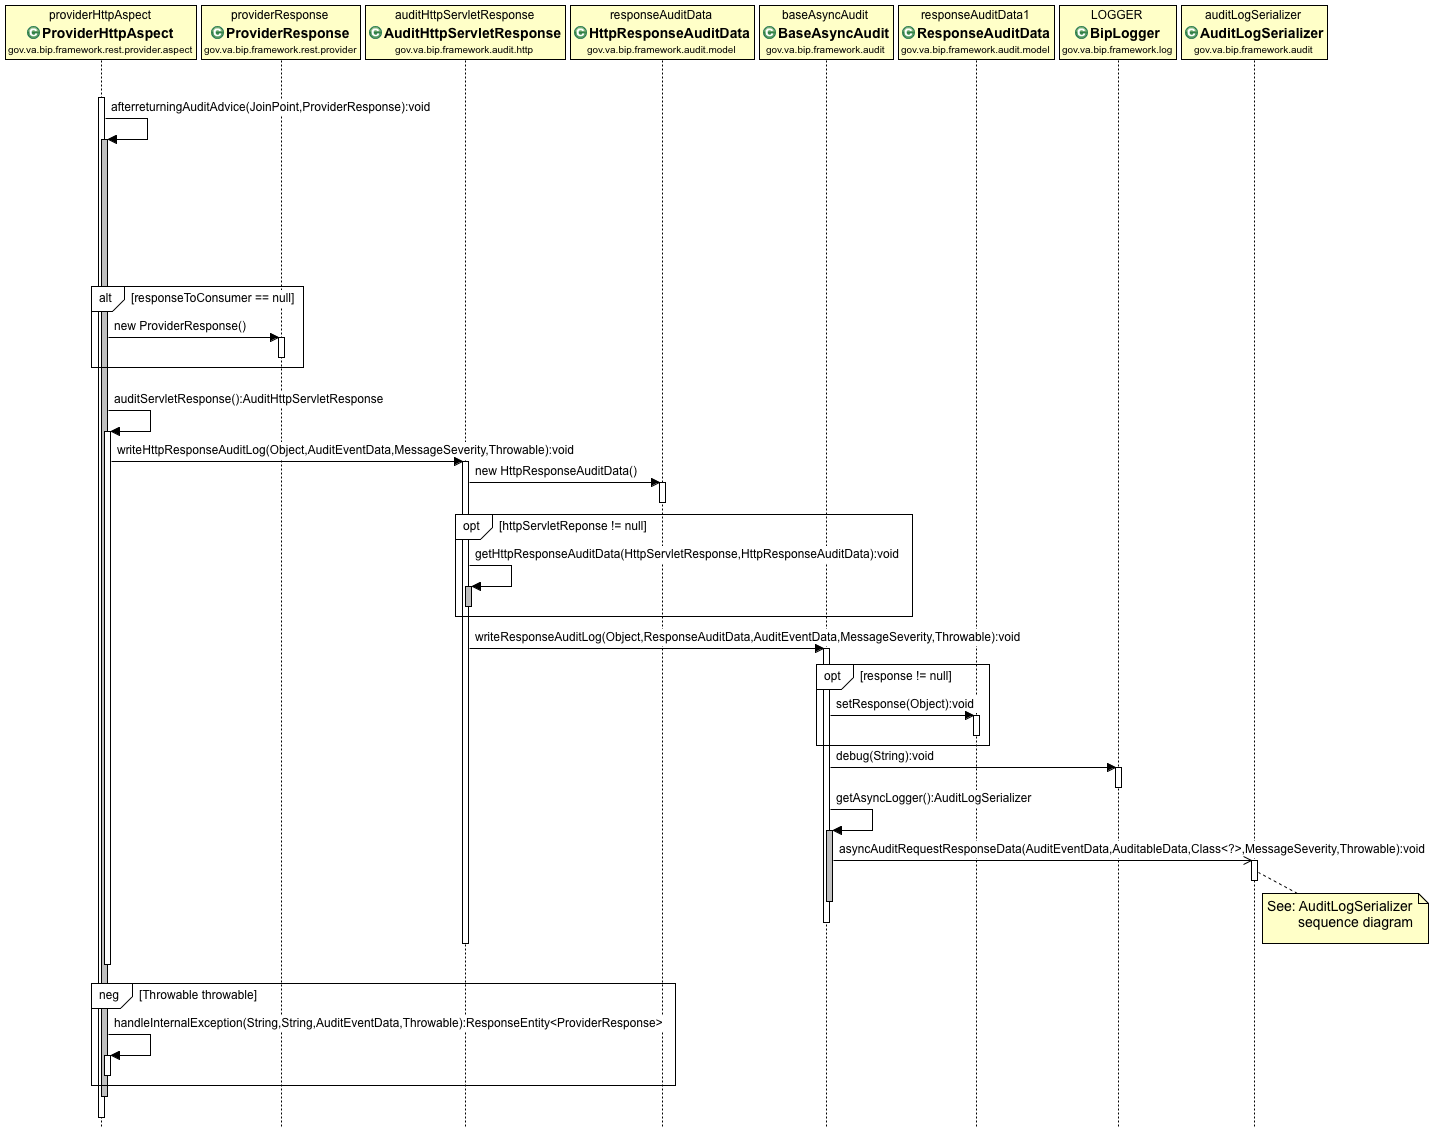 providerHttpAspect
C ProviderHttpAspect
gov.va.bip.framework.rest.provider.aspect
providerResponse
C ProviderResponse
gov.va.bip.framework.rest.provider
auditHttpServletResponse
C AuditHttpServletResponse
gov.va.bip.framework.audit.http
responseAuditData
C HttpResponseAuditData
gov.va.bip.framework.audit.model
baseAsyncAudit
C BaseAsyncAudit
gov.va.bip.framework.audit
responseAuditData1
C ResponseAuditData
gov.va.bip.framework.audit.model
LOGGER
C BipLogger
gov.va.bip.framework.log
auditLogSerializer
C AuditLogSerializer
gov.va.bip.framework.audit
afterreturningAuditAdvice(JoinPoint,ProviderResponse):void
alt [responseToConsumer == null]
new ProviderResponse()
auditServletResponse():AuditHttpServletResponse
writeHttpResponseAuditLog(Object,AuditEventData,MessageSeverity,Throwable):void
new HttpResponseAuditData()
opt [httpServletReponse != null]
getHttpResponseAuditData(HttpServletResponse,HttpResponseAuditData):void
writeResponseAuditLog(Object,ResponseAuditData,AuditEventData,MessageSeverity,Throwable):void
opt [response != null]
setResponse(Object):void
debug(String):void
getAsyncLogger():AuditLogSerializer
asyncAuditRequestResponseData(AuditEventData,AuditableData,Class<?>,MessageSeverity,Throwable):void
See: AuditLogSerializer
sequence diagram
neg [Throwable throwable]
handleInternalException(String,String,AuditEventData,Throwable):ResponseEntity<ProviderResponse>